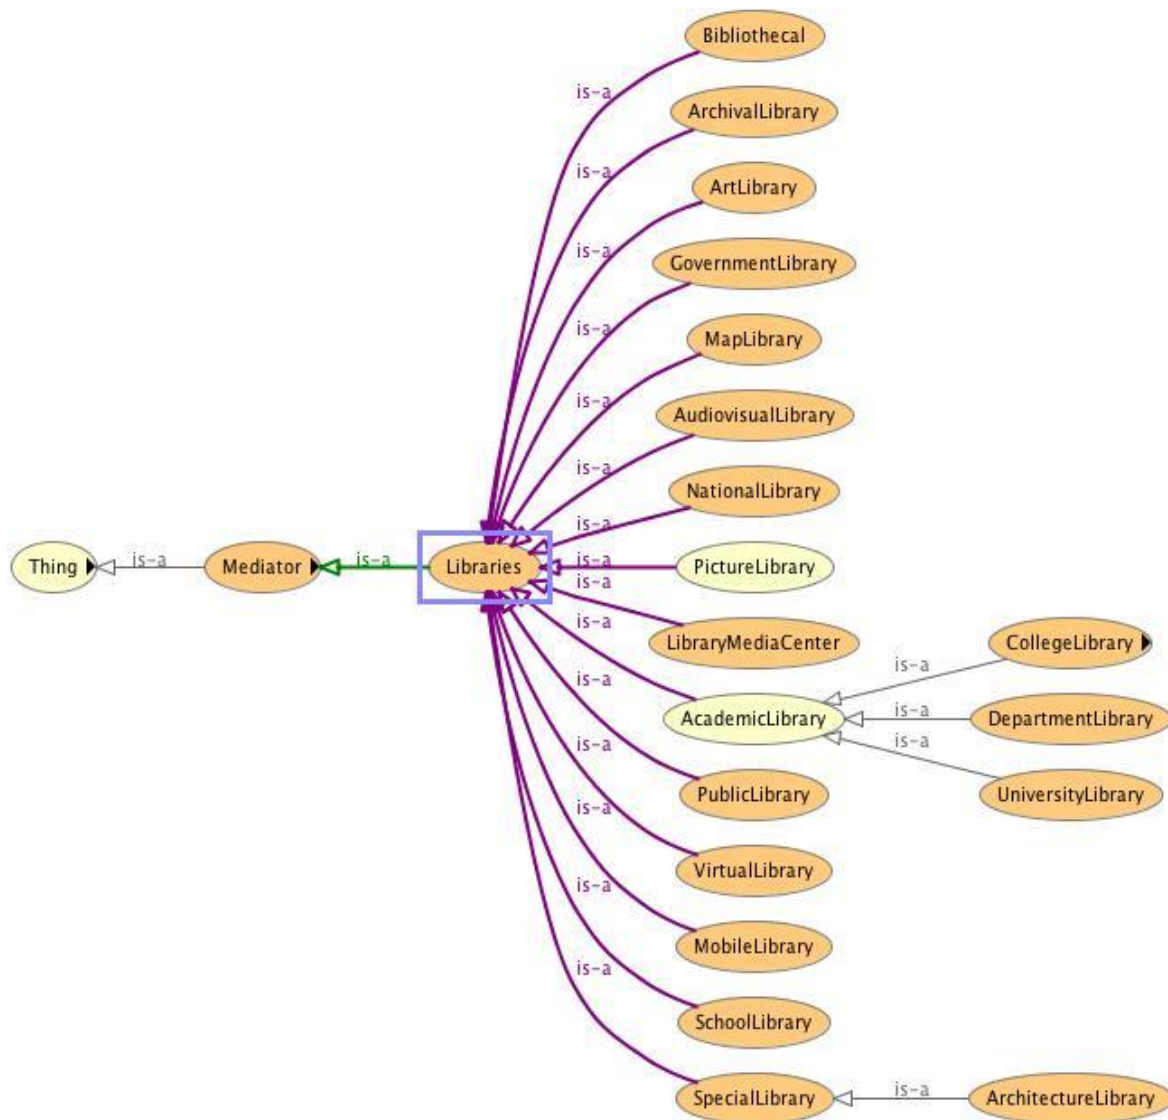 Bibliothecal
is-a
ArchivalLibrary
is-a
ArtLibrary
is-a
GovernmentLibrary
is-a
MapLibrary
is-a
AudiovisualLibrary
is-a
NationalLibrary
is-a
Thing
is-a
Mediator
is-a
Libraries
is-a
PictureLibrary
is-a
LibraryMediaCenter
is-a
AcademicLibrary
is-a
CollegeLibrary
is-a
DepartmentLibrary
is-a
UniversityLibrary
is-a
PublicLibrary
is-a
VirtualLibrary
is-a
MobileLibrary
is-a
SchoolLibrary
is-a
SpecialLibrary
is-a
ArchitectureLibrary